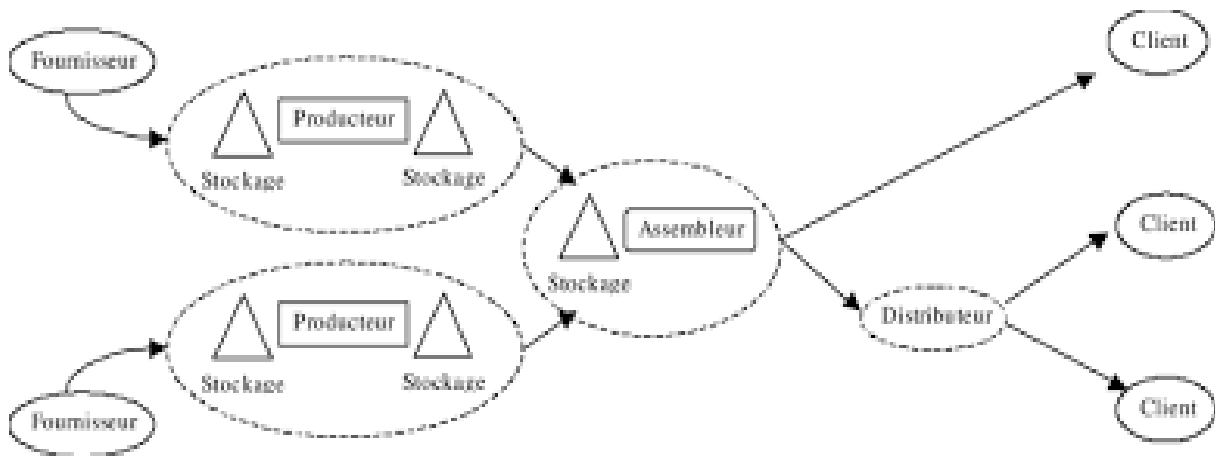 Fournisseur
Producteur
Stockage
Stockage
Fournisseur
Producteur
Stockage
Stockage
Assembleur
Stockage
Distributeur
Client
Client
Client